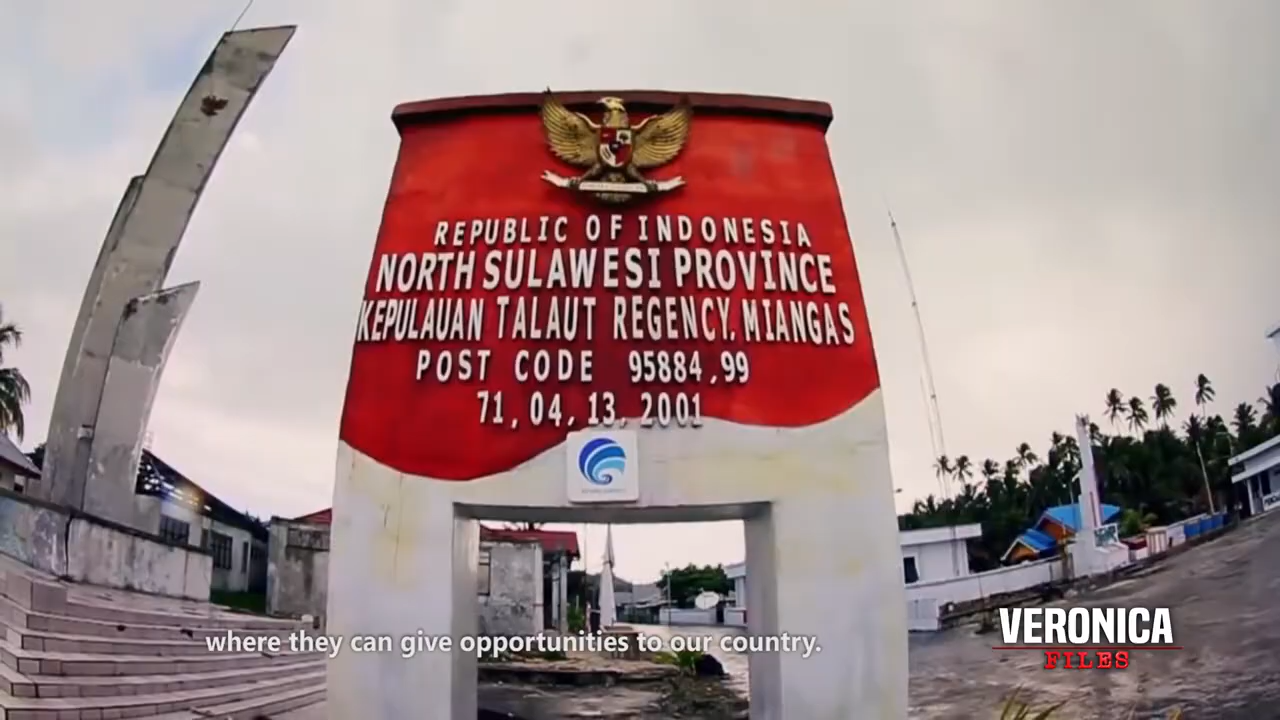 REPUBLIC OF INDONESIA
NORTH SULAWESI PROVINCE
KEPULAUAN TALAUT REGENCY, MIANGAS
POST CODE 95884,99
71, 04, 13, 2001
where they can give opportunities to our country.
VERONICA
FILES